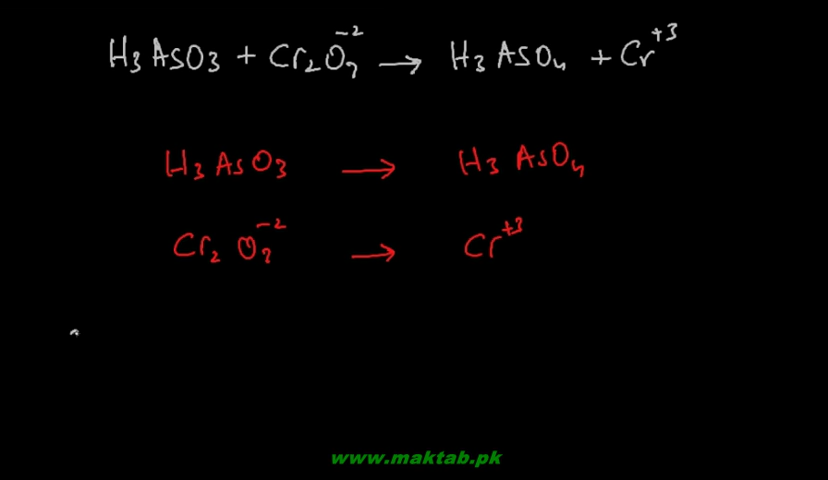 H₃AsO₃ + Cr₂O₇⁻² → H₃AsO₄ + Cr⁺³
H₃AsO₃ → H₃AsO₄
Cr₂O₇⁻² → Cr⁺³
www.maktab.pk